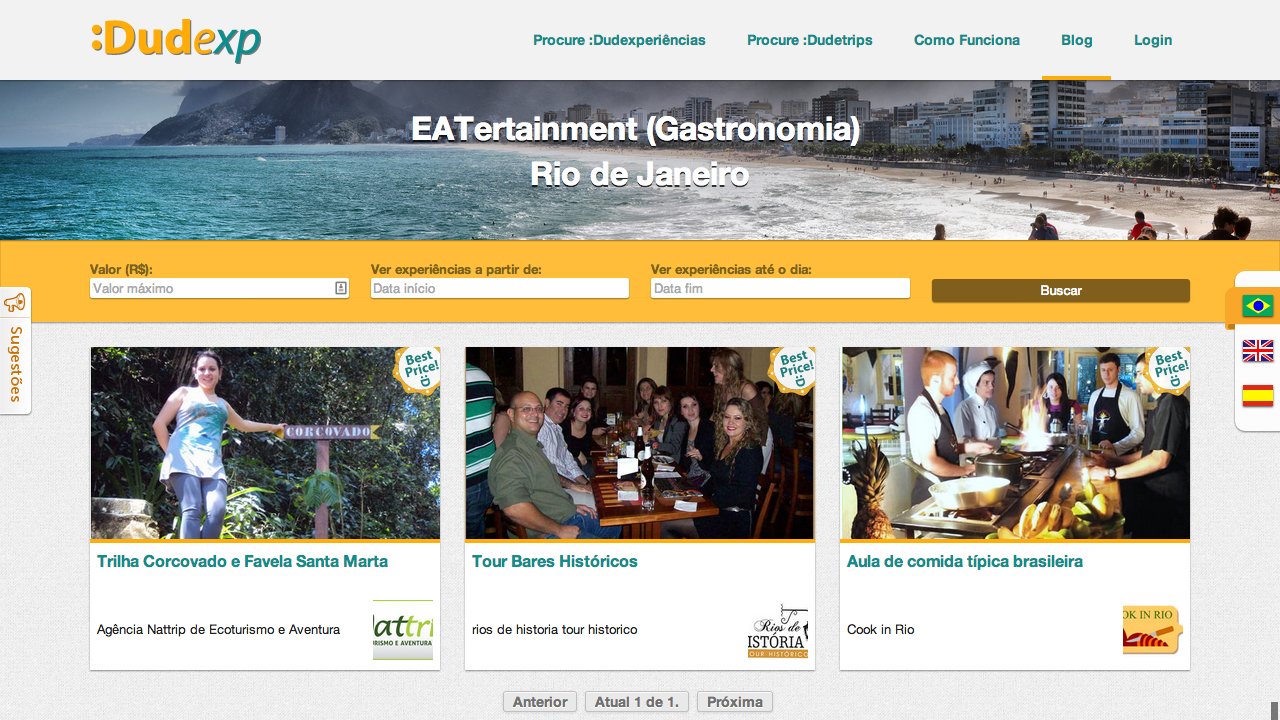 :Dudexp
Procure :Dudexperiências
Procure :Dudetrips
Como Funciona
Blog
Login
EATertainment (Gastronomia)
Rio de Janeiro
Valor (R$):
Ver experiências a partir de:
Ver experiências até o dia:
Valor máximo
Data início
Data fim
Buscar
Sugestões
Best
Price!
:D
Best
Price!
:D
Best
Price!
:D
CORCOVADO
Trilha Corcovado e Favela Santa Marta
Tour Bares Históricos
Aula de comida típica brasileira
Agência Nattrip de Ecoturismo e Aventura
attri
RISMO E AVENTURA
rios de historia tour historico
Rios de
ISTÓRIA
OUR HISTÓRICO
Cook in Rio
OK IN RIO
Anterior
Atual 1 de 1.
Próxima